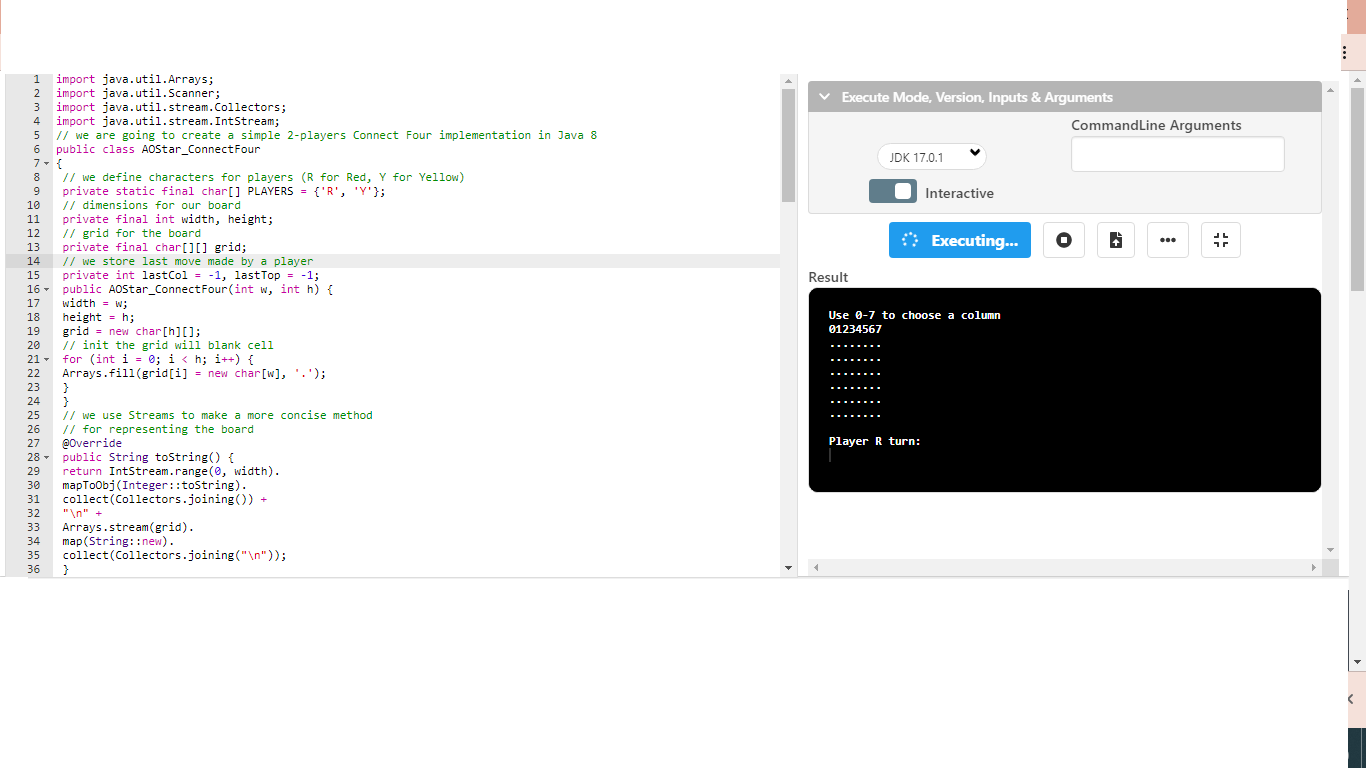 1 import java.util.Arrays;
2 import java.util.Scanner;
3 import java.util.stream.Collectors;
4 import java.util.stream.IntStream;
5 // we are going to create a simple 2-players Connect Four implementation in Java 8
6 public class AOStar_ConnectFour
7 {
8 // we define characters for players (R for Red, Y for Yellow)
9 private static final char[] PLAYERS = {'R', 'Y'};
10 // dimensions for our board
11 private final int width, height;
12 // grid for the board
13 private final char[][] grid;
14 // we store last move made by a player
15 private int lastCol = -1, lastTop = -1;
16 public AOStar_ConnectFour(int w, int h) {
17 width = w;
18 height = h;
19 grid = new char[h][];
20 // init the grid will blank cell
21 for (int i = 0; i < h; i++) {
22 Arrays.fill(grid[i] = new char[w], '.');
23 }
24 }
25 // we use Streams to make a more concise method
26 // for representing the board
27 @Override
28 public String toString() {
29 return IntStream.range(0, width).
30 mapToObj(Integer::toString).
31 collect(Collectors.joining()) +
32 "\n" +
33 Arrays.stream(grid).
34 map(String::new).
35 collect(Collectors.joining("\n"));
36 }
Execute Mode, Version, Inputs & Arguments
CommandLine Arguments
JDK 17.0.1
Interactive
Executing...
Result
Use 0-7 to choose a column
01234567
........
........
........
........
........
........
Player R turn: